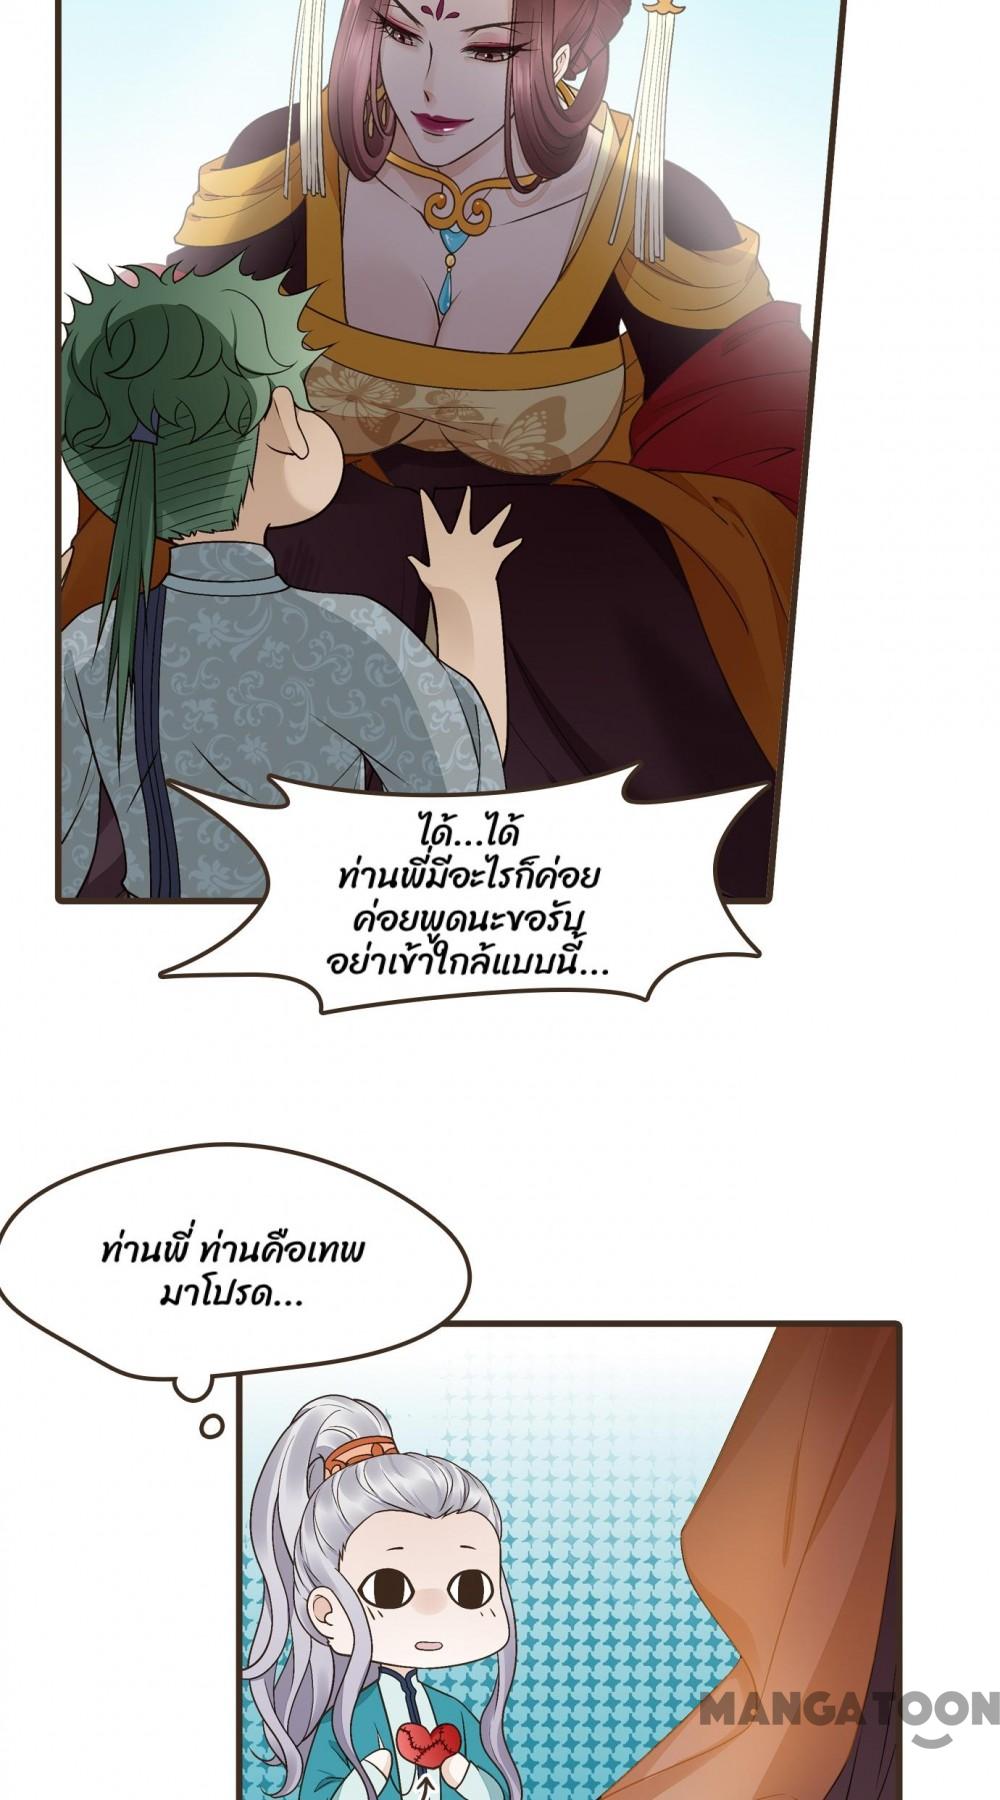 ได้...ได้
ท่านพี่มีอะไรก็ค่อย
ค่อยพูดนะขอรับ
อย่าเข้าใกล้แบบนี้...
ท่านพี่ ท่านคือเทพ
มาโปรด...
MANGATOON